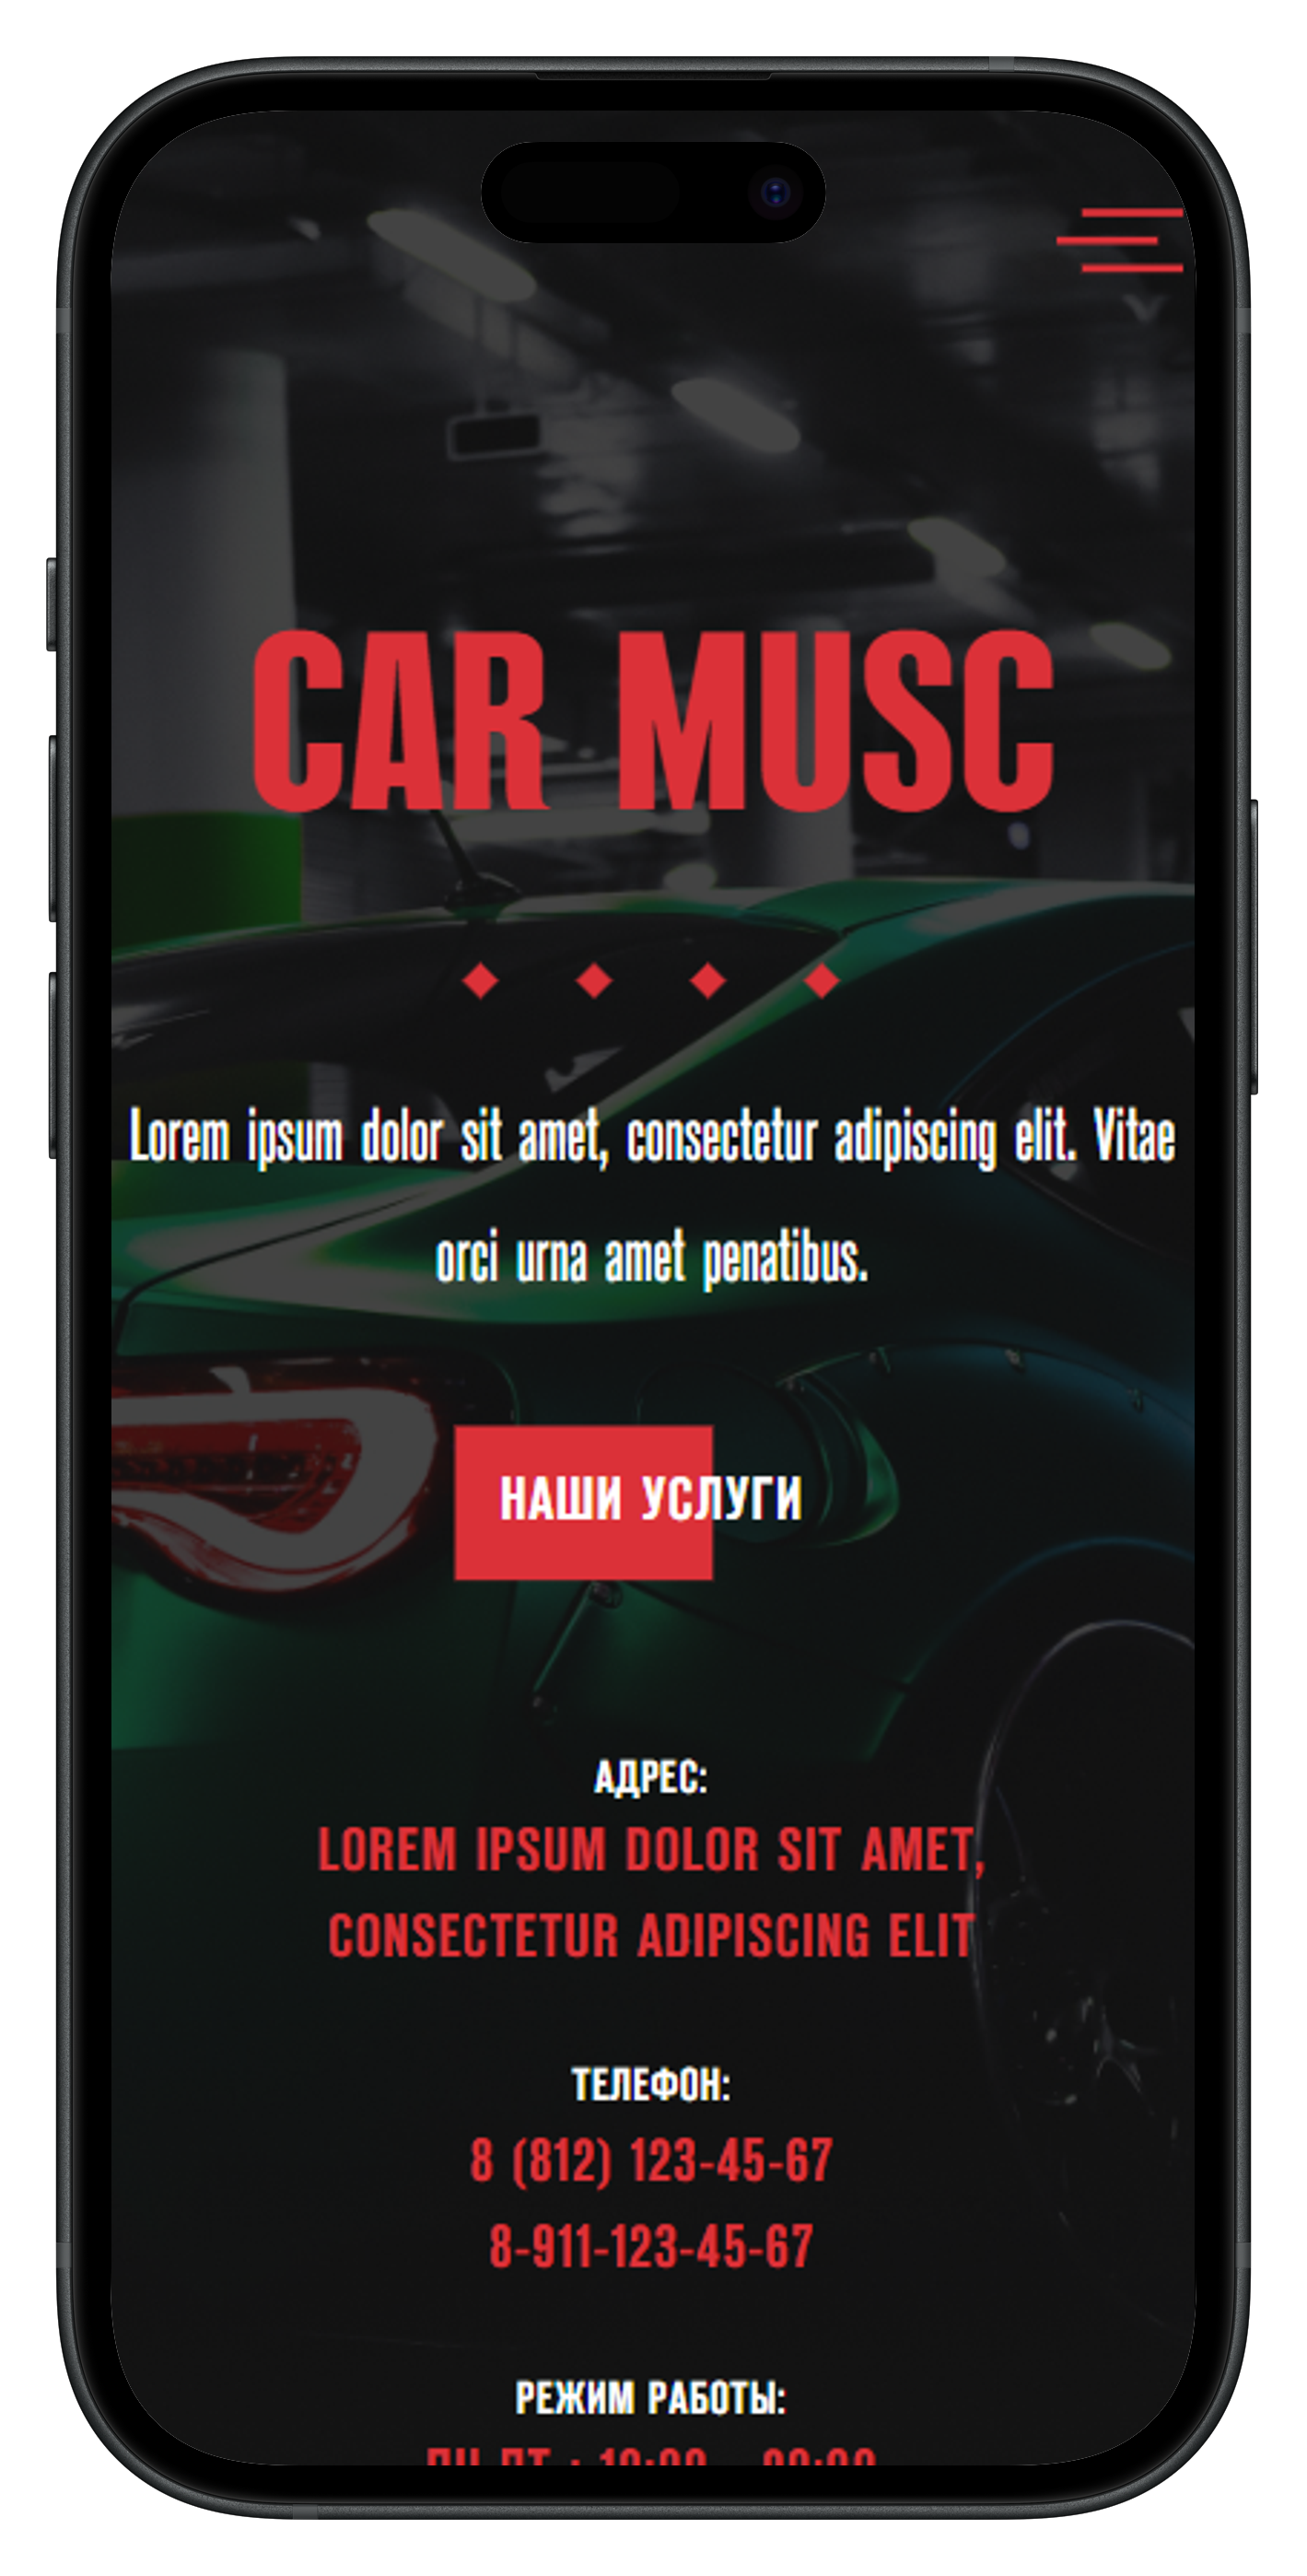 CAR MUSC
Lorem ipsum dolor sit amet, consectetur adipiscing elit. Vitae
orci urna amet penatibus.
НАШИ УСЛУГИ
АДРЕС:
LOREM IPSUM DOLOR SIT AMET,
CONSECTETUR ADIPISCING ELIT
ТЕЛЕФОН:
8 (812) 123-45-67
8-911-123-45-67
РЕЖИМ РАБОТЫ: